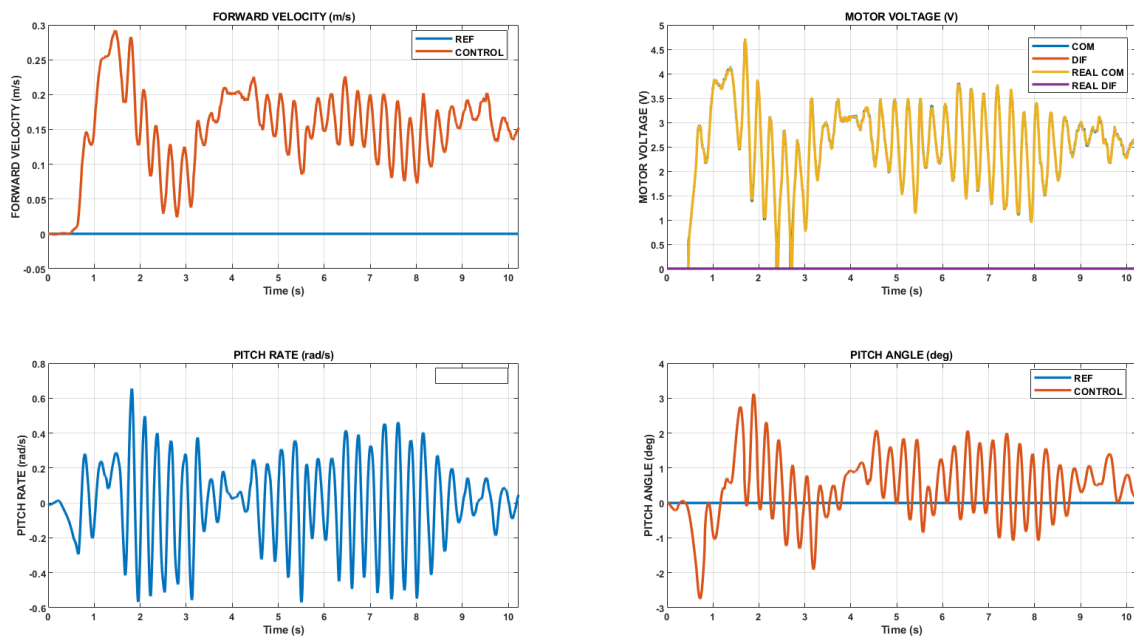 FORWARD VELOCITY (m/s)
FORWARD VELOCITY (m/s)
0.3
0.25
0.2
0.15
0.1
0.05
0
-0.05
REF
CONTROL
0 1 2 3 4 5 6 7 8 9 10
Time (s)
MOTOR VOLTAGE (V)
MOTOR VOLTAGE (V)
5
4.5
4
3.5
3
2.5
2
1.5
1
0.5
0
COM
DIF
REAL COM
REAL DIF
0 1 2 3 4 5 6 7 8 9 10
Time (s)
PITCH RATE (rad/s)
PITCH RATE (rad/s)
0.8
0.6
0.4
0.2
0
-0.2
-0.4
-0.6
0 1 2 3 4 5 6 7 8 9 10
Time (s)
PITCH ANGLE (deg)
PITCH ANGLE (deg)
4
3
2
1
0
-1
-2
-3
REF
CONTROL
0 1 2 3 4 5 6 7 8 9 10
Time (s)